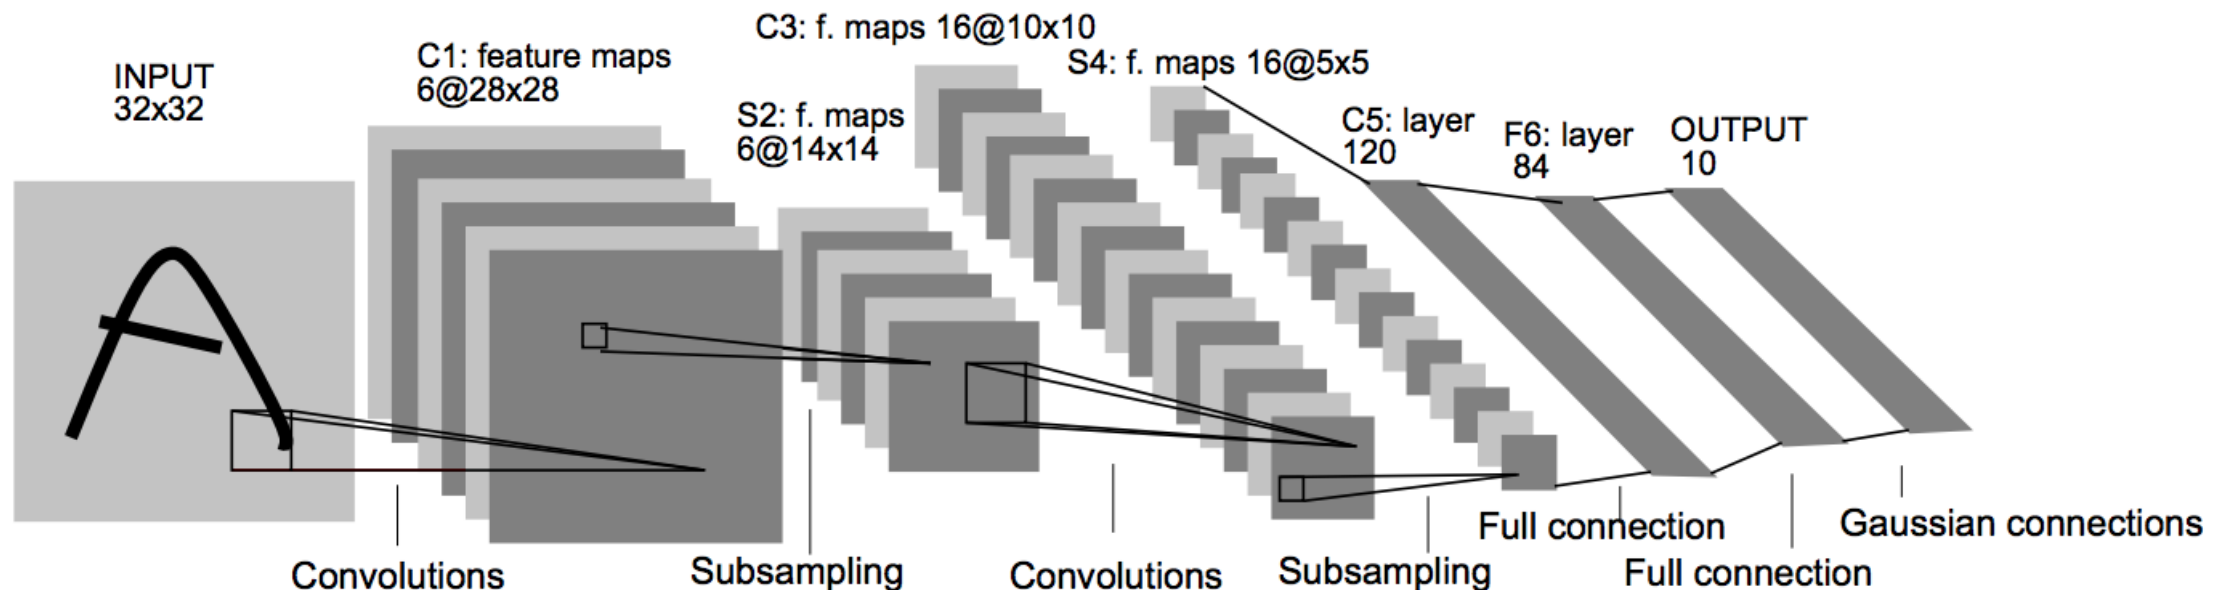 INPUT
32x32
C1: feature maps
6@28x28
S2: f. maps
6@14x14
C3: f. maps 16@10x10
S4: f. maps 16@5x5
C5: layer
120
F6: layer
84
OUTPUT
10
Convolutions
Subsampling
Convolutions
Subsampling
Full connection
Full connection
Gaussian connections